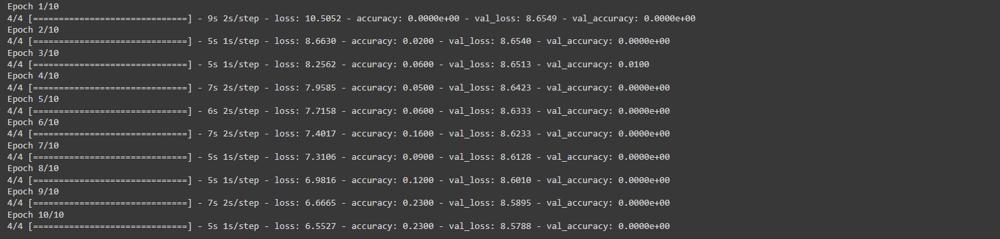 Epoch 1/10
4/4 [==============================] - 9s 2s/step - loss: 10.5052 - accuracy: 0.0000e+00 - val_loss: 8.6549 - val_accuracy: 0.0000e+00
Epoch 2/10
4/4 [==============================] - 5s 1s/step - loss: 8.6630 - accuracy: 0.0200 - val_loss: 8.6540 - val_accuracy: 0.0000e+00
Epoch 3/10
4/4 [==============================] - 5s 1s/step - loss: 8.2562 - accuracy: 0.0600 - val_loss: 8.6513 - val_accuracy: 0.0100
Epoch 4/10
4/4 [==============================] - 7s 2s/step - loss: 7.9585 - accuracy: 0.0500 - val_loss: 8.6423 - val_accuracy: 0.0000e+00
Epoch 5/10
4/4 [==============================] - 6s 2s/step - loss: 7.7158 - accuracy: 0.0600 - val_loss: 8.6333 - val_accuracy: 0.0000e+00
Epoch 6/10
4/4 [==============================] - 7s 2s/step - loss: 7.4017 - accuracy: 0.1600 - val_loss: 8.6233 - val_accuracy: 0.0000e+00
Epoch 7/10
4/4 [==============================] - 5s 1s/step - loss: 7.3106 - accuracy: 0.0900 - val_loss: 8.6128 - val_accuracy: 0.0000e+00
Epoch 8/10
4/4 [==============================] - 5s 1s/step - loss: 6.9816 - accuracy: 0.1200 - val_loss: 8.6010 - val_accuracy: 0.0000e+00
Epoch 9/10
4/4 [==============================] - 7s 2s/step - loss: 6.6665 - accuracy: 0.2300 - val_loss: 8.5895 - val_accuracy: 0.0000e+00
Epoch 10/10
4/4 [==============================] - 5s 1s/step - loss: 6.5527 - accuracy: 0.2300 - val_loss: 8.5788 - val_accuracy: 0.0000e+00